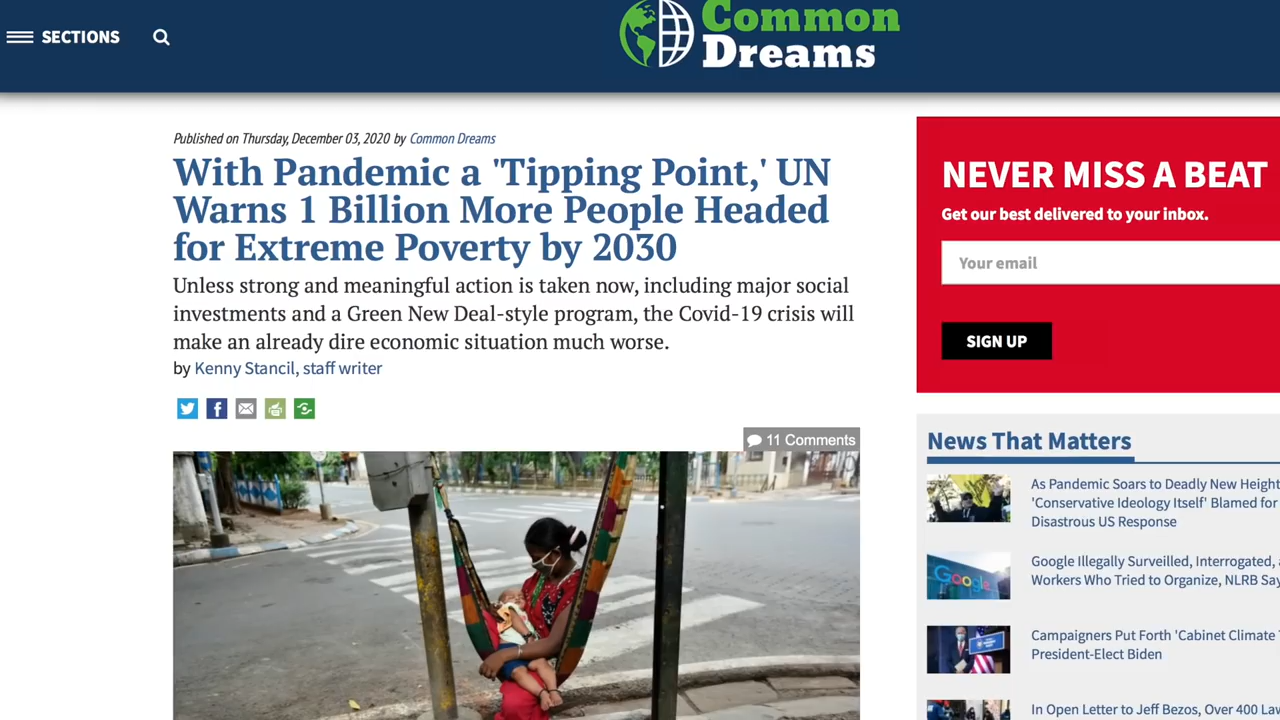 SECTIONS
Common
Dreams
Published on Thursday, December 03, 2020 by Common Dreams
With Pandemic a 'Tipping Point,' UN
Warns 1 Billion More People Headed
for Extreme Poverty by 2030
Unless strong and meaningful action is taken now, including major social
investments and a Green New Deal-style program, the Covid-19 crisis will
make an already dire economic situation much worse.
by Kenny Stancil, staff writer
11 Comments
NEVER MISS A BEAT
Get our best delivered to your inbox.
Your email
SIGN UP
News That Matters
As Pandemic Soars to Deadly New Height
'Conservative Ideology Itself' Blamed for
Disastrous US Response
Google
Google Illegally Surveilled, Interrogated,
Workers Who Tried to Organize, NLRB Say
Campaigners Put Forth 'Cabinet Climate
President-Elect Biden
In Open Letter to Jeff Bezos, Over 400 Law